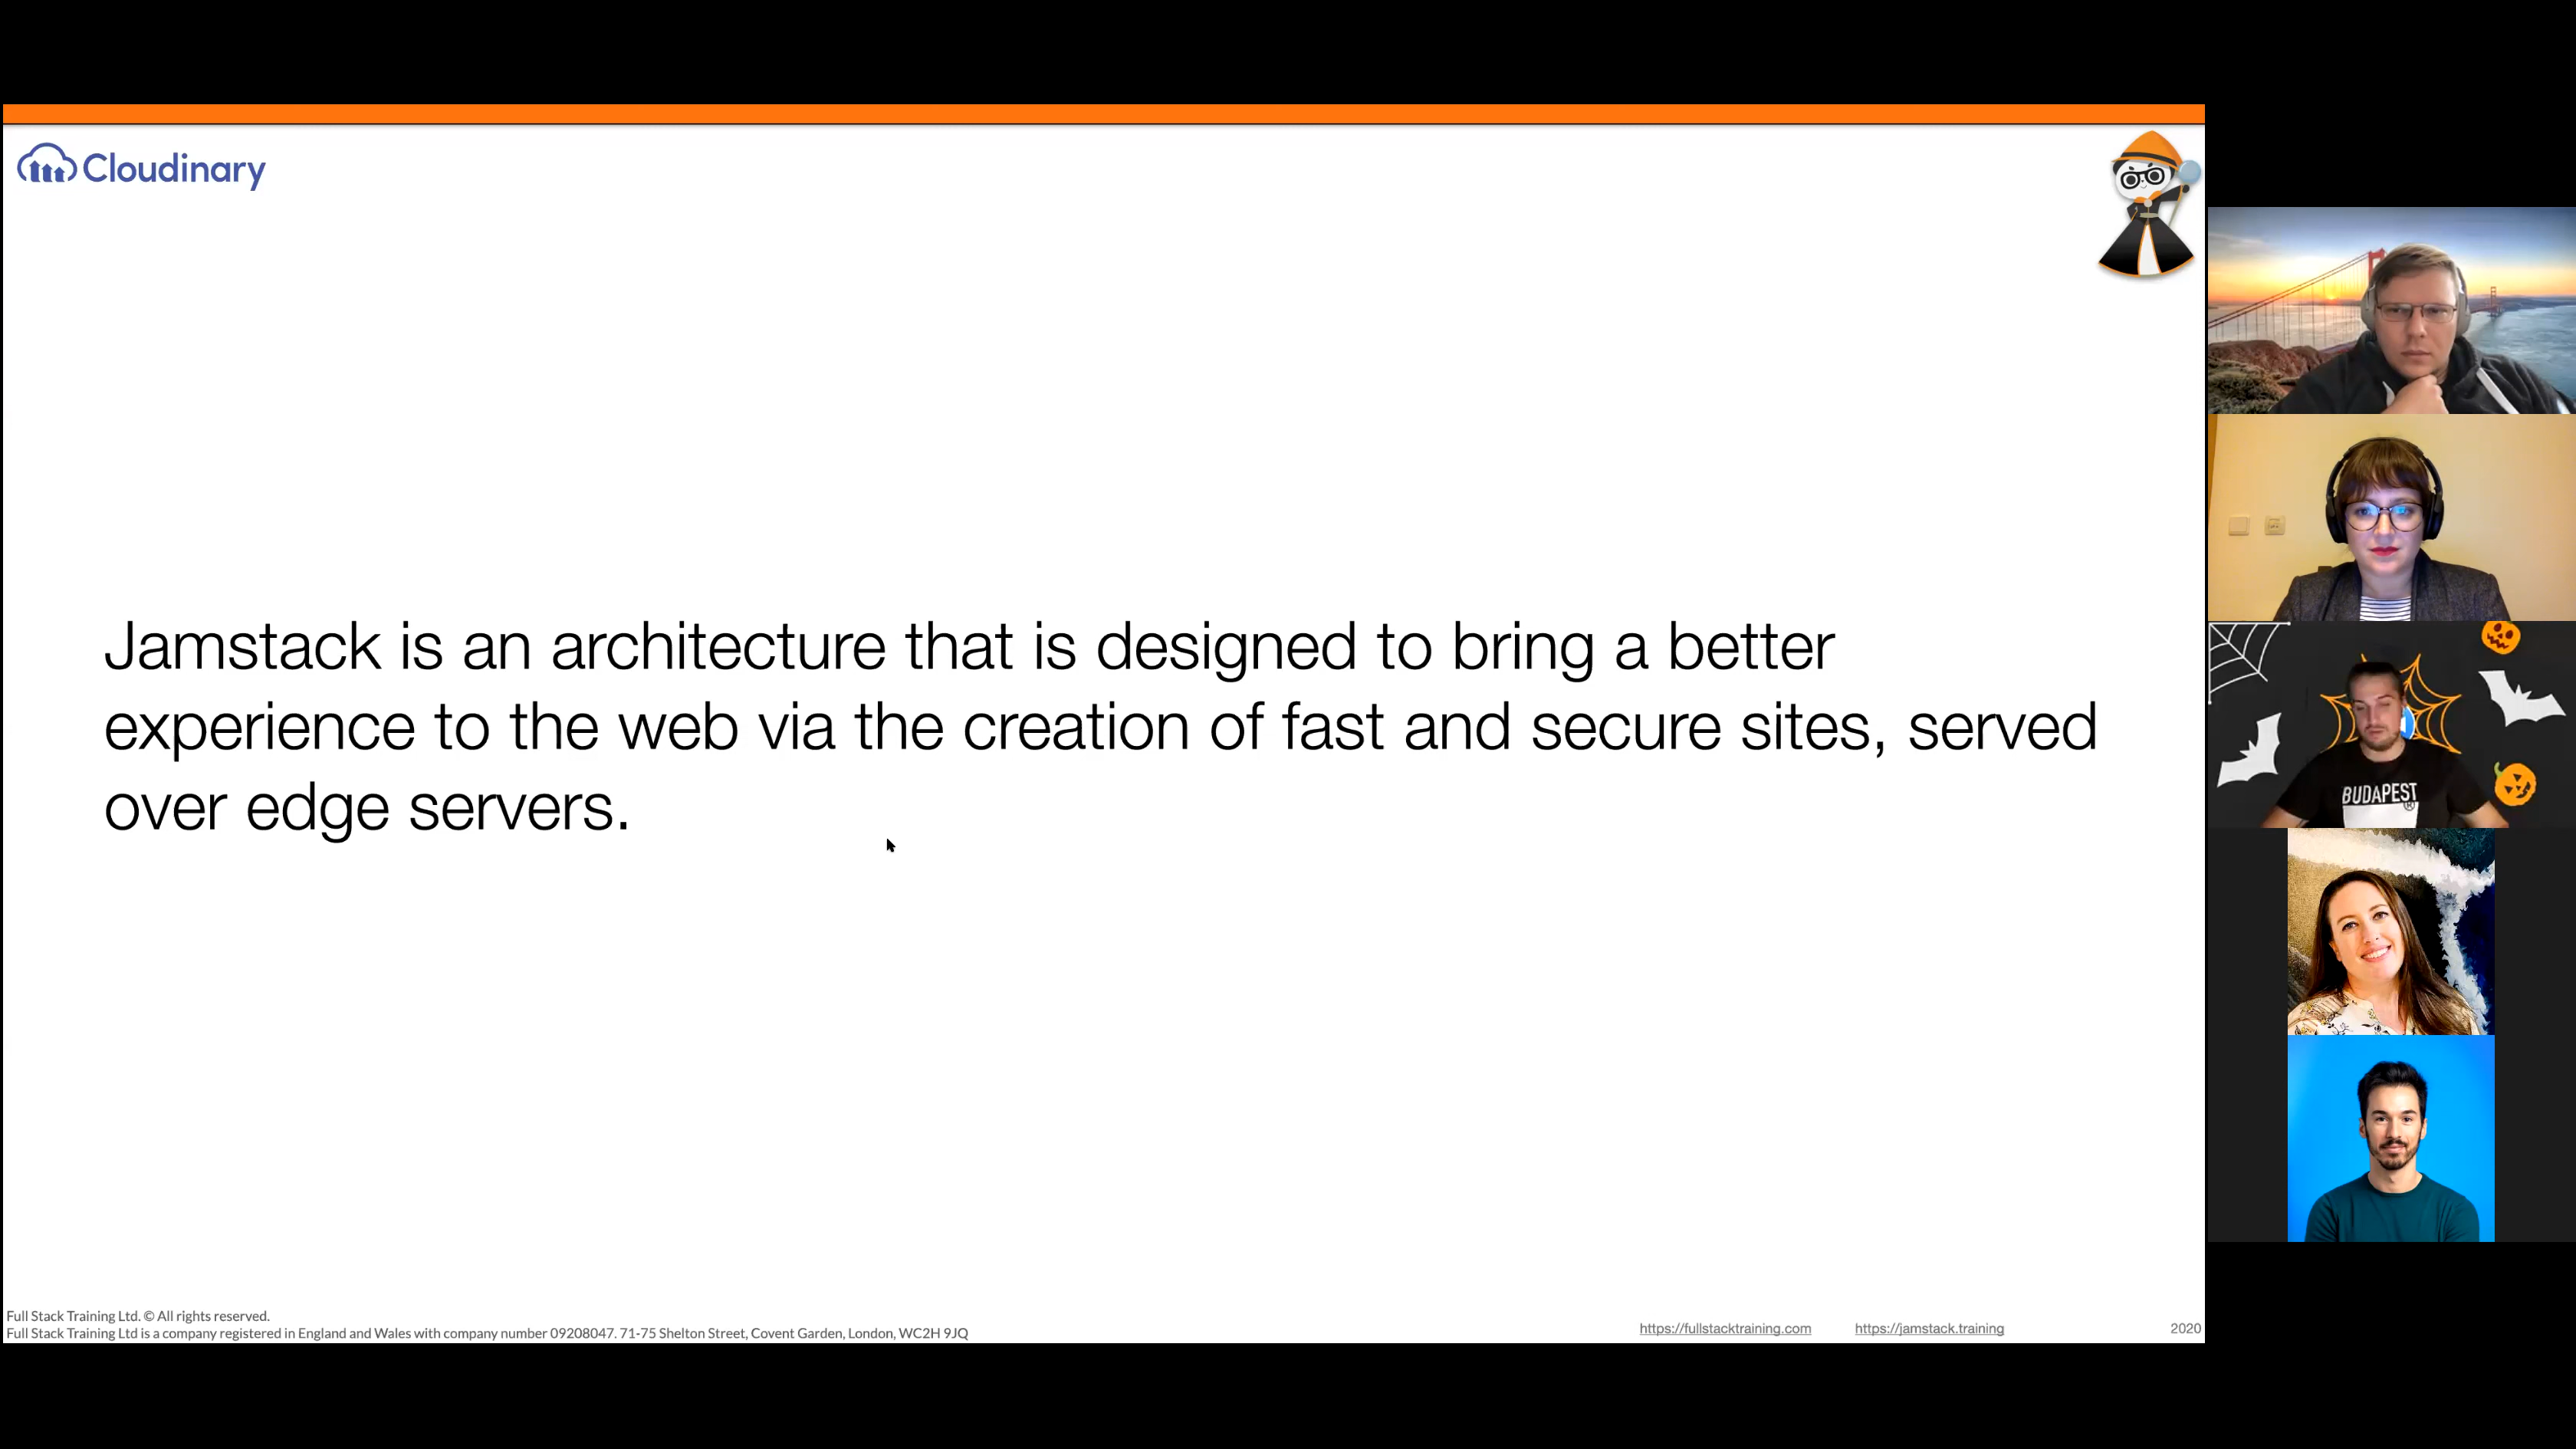 Cloudinary
Jamstack is an architecture that is designed to bring a better
experience to the web via the creation of fast and secure sites, served
over edge servers.
BUDAPEST
®
Full Stack Training Ltd. © All rights reserved.
Full Stack Training Ltd is a company registered in England and Wales with company number 09208047. 71-75 Shelton Street, Covent Garden, London, WC2H 9JQ
https://fullstacktraining.com https://jamstack.training 2020